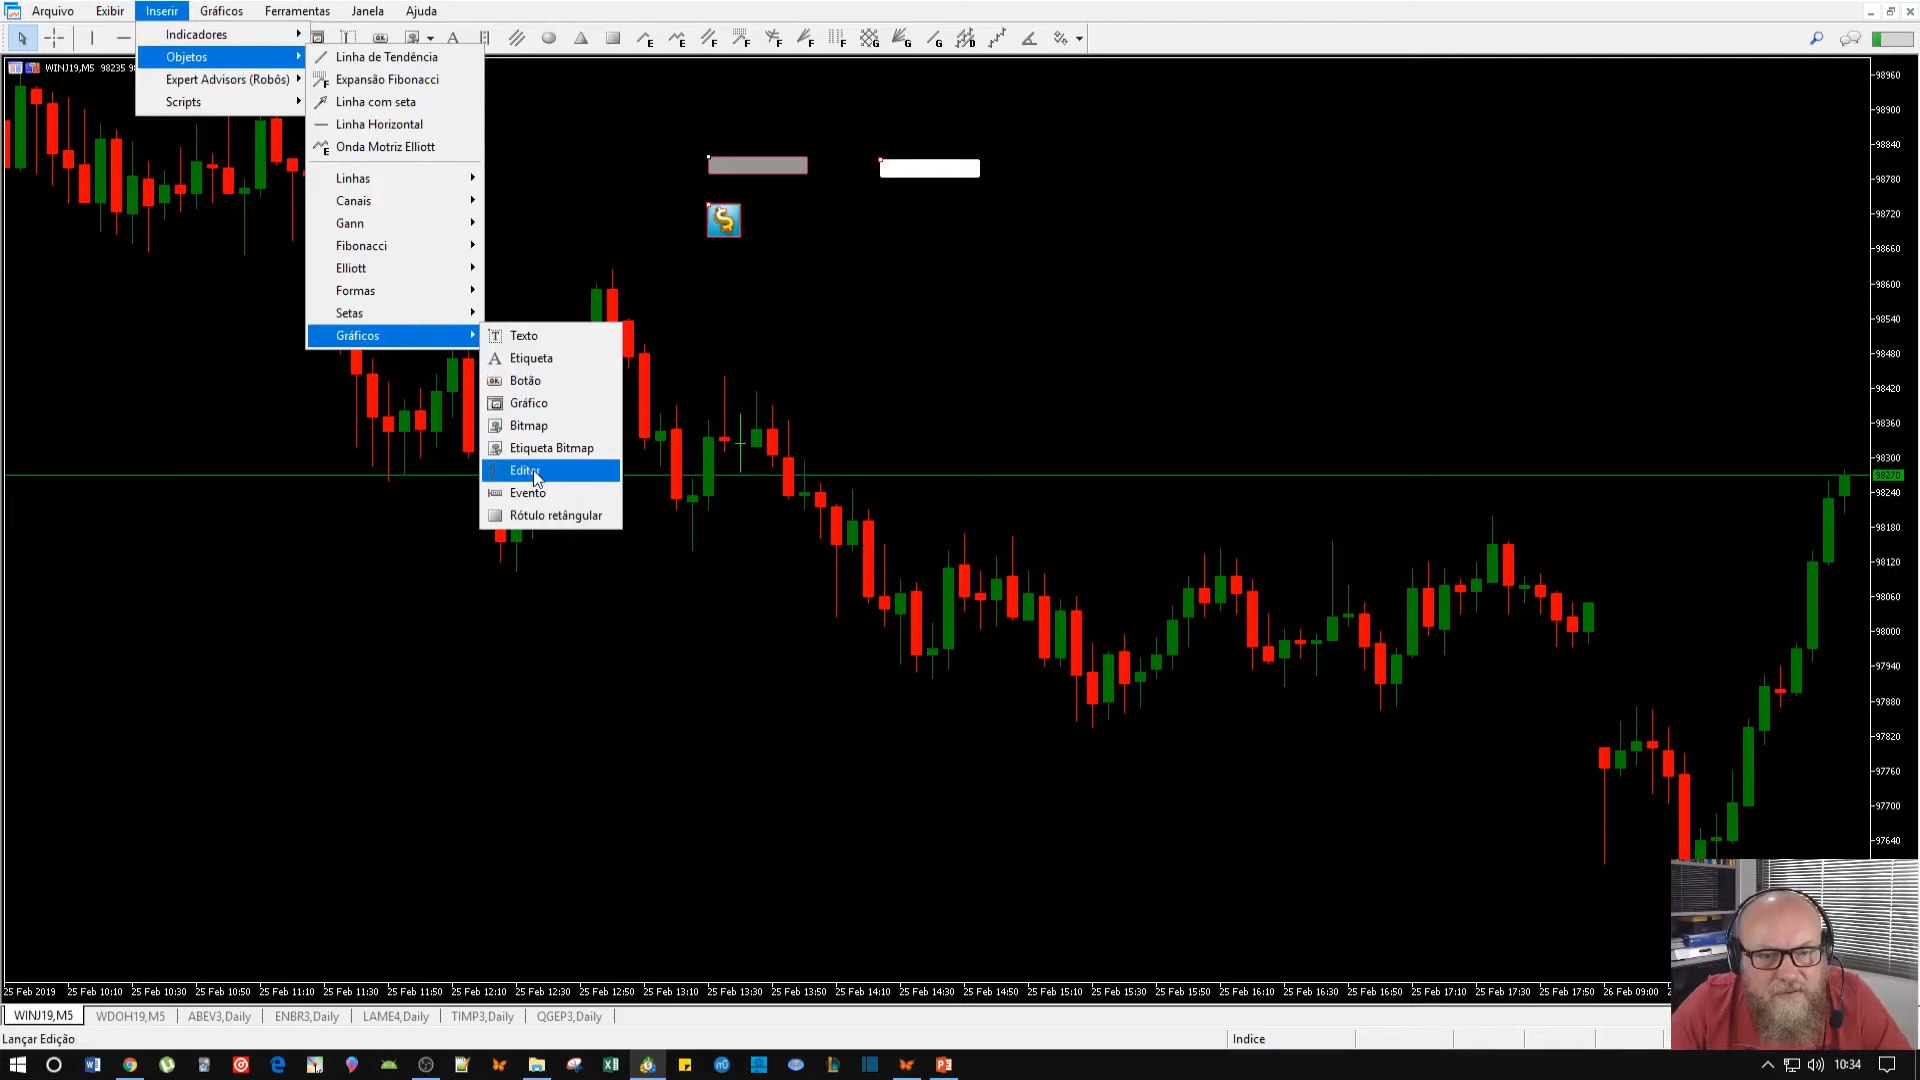 Arquivo Exibir Inserir Gráficos Ferramentas Janela Ajuda
Indicadores
Objetos
Expert Advisors (Robôs)
Scripts
WINJ19,M5 98235
Linha de Tendência
Expansão Fibonacci
Linha com seta
Linha Horizontal
Onda Motriz Elliott
Linhas
Canais
Gann
Fibonacci
Elliott
Formas
Setas
Gráficos
Texto
Etiqueta
Botão
Gráfico
Bitmap
Etiqueta Bitmap
Editar
Evento
Rótulo retângular
98960
98900
98840
98780
98720
98660
98600
98540
98480
98420
98360
98300
98270
98240
98180
98120
98060
98000
97940
97880
97820
97760
97700
97640
25 Feb 2019 25 Feb 10:10 25 Feb 10:30 25 Feb 10:50 25 Feb 11:10 25 Feb 11:30 25 Feb 11:50 25 Feb 12:10 25 Feb 12:30 25 Feb 12:50 25 Feb 13:10 25 Feb 13:30 25 Feb 13:50 25 Feb 14:10 25 Feb 14:30 25 Feb 14:50 25 Feb 15:10 25 Feb 15:30 25 Feb 15:50 25 Feb 16:10 25 Feb 16:30 25 Feb 16:50 25 Feb 17:10 25 Feb 17:30 25 Feb 17:50 26 Feb 09:00
WINJ19,M5 WDOH19,M5 ABEV3,Daily ENBR3,Daily LAME4,Daily TIMP3,Daily QGEP3,Daily
Lançar Edição Indice
10:34